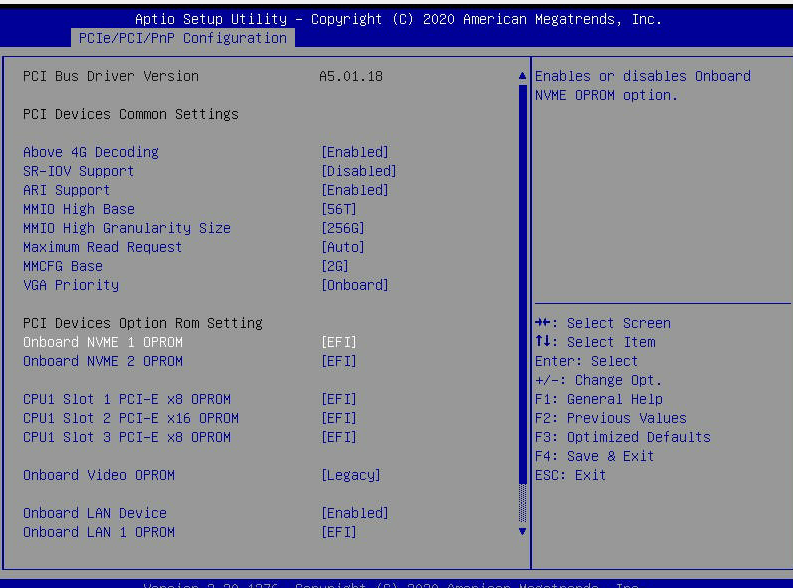 Aptio Setup Utility – Copyright (C) 2020 American Megatrends, Inc.
PCIe/PCI/PnP Configuration
PCI Bus Driver Version A5.01.18
PCI Devices Common Settings
Above 4G Decoding [Enabled]
SR-IOV Support [Disabled]
ARI Support [Enabled]
MMIO High Base [56T]
MMIO High Granularity Size [256G]
Maximum Read Request [Auto]
MMCFG Base [2G]
VGA Priority [Onboard]
PCI Devices Option Rom Setting
Onboard NVME 1 OPROM [EFI]
Onboard NVME 2 OPROM [EFI]
CPU1 Slot 1 PCI-E x8 OPROM [EFI]
CPU1 Slot 2 PCI-E x16 OPROM [EFI]
CPU1 Slot 3 PCI-E x8 OPROM [EFI]
Onboard Video OPROM [Legacy]
Onboard LAN Device [Enabled]
Onboard LAN 1 OPROM [EFI]
Enables or disables Onboard
NVME OPROM option.
→←: Select Screen
↑↓: Select Item
Enter: Select
+/-: Change Opt.
F1: General Help
F2: Previous Values
F3: Optimized Defaults
F4: Save & Exit
ESC: Exit
Version 2.20.1276. Copyright (C) 2020 American Megatrends, Inc.